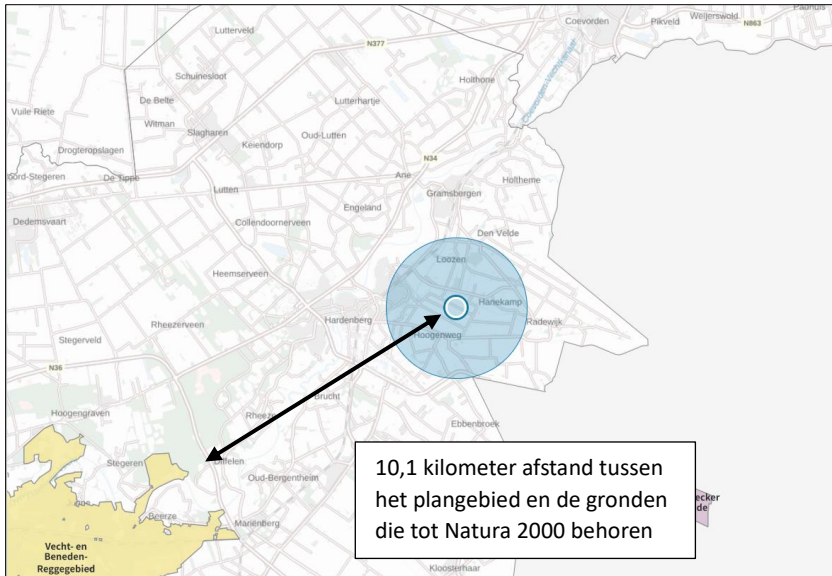 Lutterveld
Coevorden
Pikveld
Weijerswold
N863
N377
Schuinesloot
Holthone
Coevorden-Vecht
De Belte
Lutterhartje
Vuile Riete
Witman
Slagharen
Oud-Lutten
Keiendorp
Drogteropslagen
N34
De Tippe
Ane
Lutten
Gramsbergen
Holtheme
Engeland
Dedemsvaart
Collendoornerveen
Den Velde
Loozen
Heemserveen
Hanekamp
Rheezerveen
Hardenberg
Radewijk
Stegerveld
Hoogenweg
N36
Brucht
Hoogengraven
Rheeze
Ebbenbroek
Stegeren
Diffelen
Oud-Bergentheim
Beerze
Mariënberg
Vecht- en
Beneden-
Reggegebied
Kloosterhaar
10,1 kilometer afstand tussen
het plangebied en de gronden
die tot Natura 2000 behoren